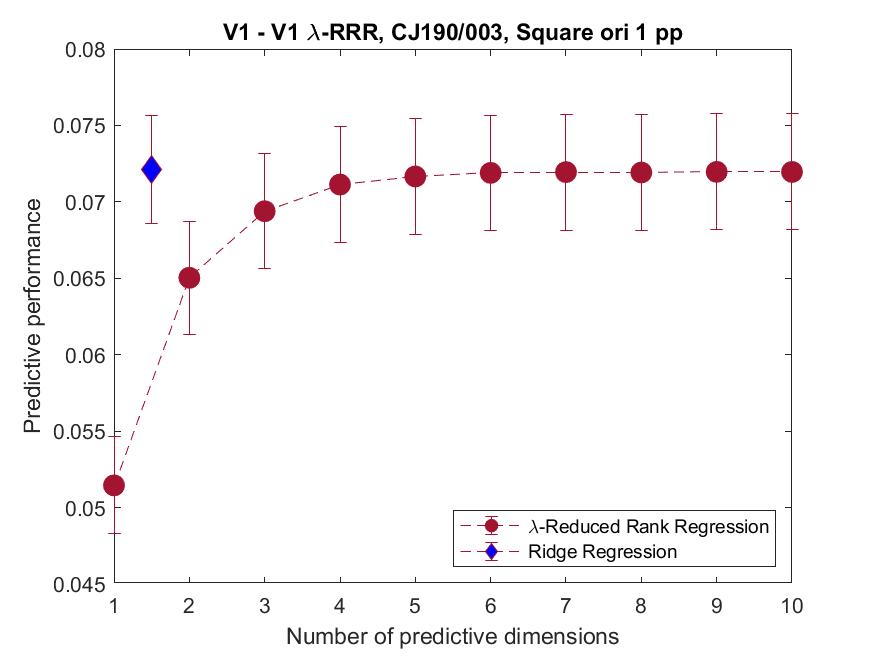 V1 - V1 λ-RRR, CJ190/003, Square ori 1 pp
Predictive performance
0.08
0.075
0.07
0.065
0.06
0.055
0.05
0.045
1 2 3 4 5 6 7 8 9 10
Number of predictive dimensions
λ-Reduced Rank Regression
Ridge Regression